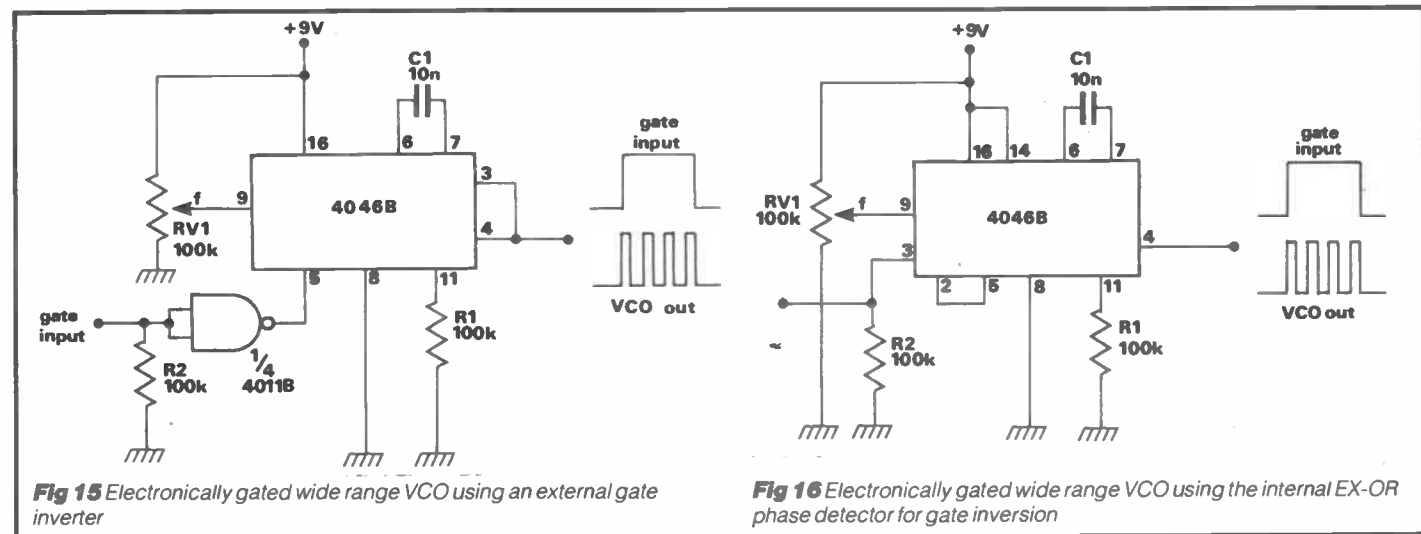 +9V
C1
10n
16
6
7
3
9
f
4046B
RV1
100k
4
5
8
11
gate
input
VCO out
gate
input
R2
100k
1/4
4011B
R1
100k
Fig 15 Electronically gated wide range VCO using an external gate
inverter
+9V
C1
10n
16
14
6
7
RV1
100k
f
9
4046B
3
4
2
5
8
11
gate
input
VCO out
R2
100k
R1
100k
Fig 16 Electronically gated wide range VCO using the internal EX-OR
phase detector for gate inversion